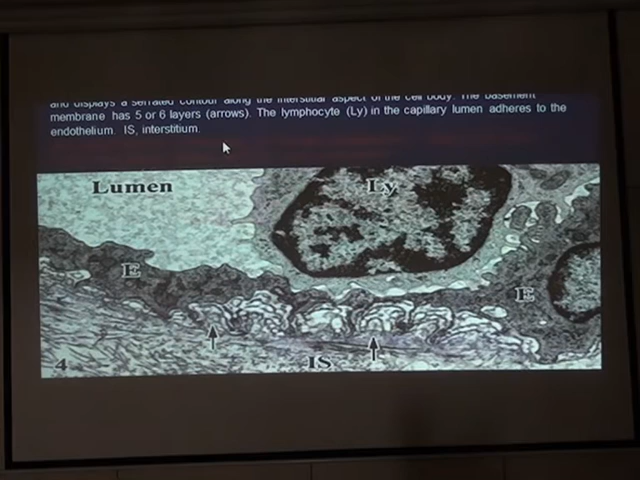 and displays a serrated contour along the interstitial aspect of the cell body. The basement
membrane has 5 or 6 layers (arrows). The lymphocyte (Ly) in the capillary lumen adheres to the
endothelium. IS, interstitium.
Lumen
Ly
E
E
4
IS